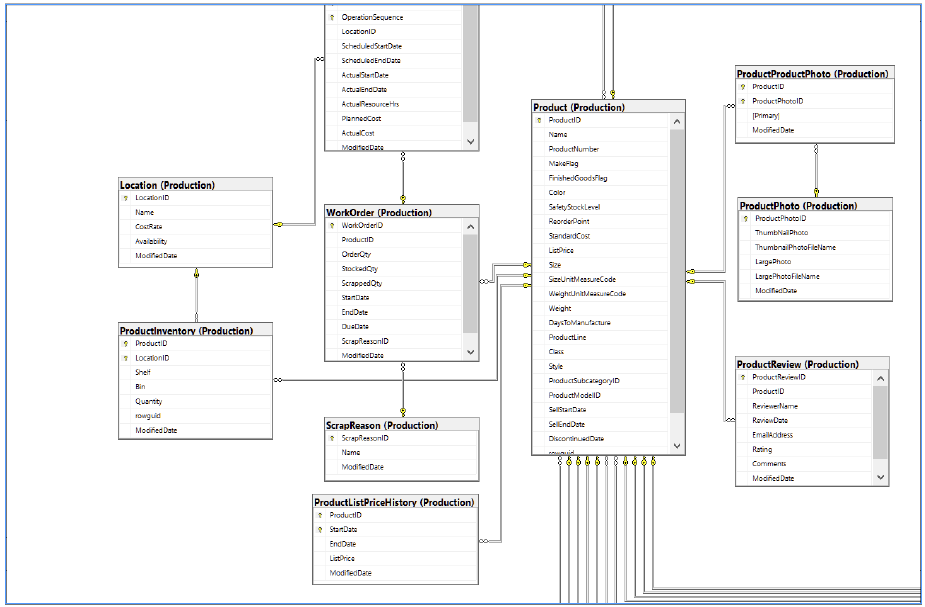 OperationSequence
LocationID
ScheduledStartDate
ScheduledEndDate
ActualStartDate
ActualEndDate
ActualResourceHrs
PlannedCost
ActualCost
ModifiedDate
Location (Production)
LocationID
Name
CostRate
Availability
ModifiedDate
WorkOrder (Production)
WorkOrderID
ProductID
OrderQty
StockedQty
ScrappedQty
StartDate
EndDate
DueDate
ScrapReasonID
ModifiedDate
ProductInventory (Production)
ProductID
LocationID
Shelf
Bin
Quantity
rowguid
ModifiedDate
ScrapReason (Production)
ScrapReasonID
Name
ModifiedDate
ProductListPriceHistory (Production)
ProductID
StartDate
EndDate
ListPrice
ModifiedDate
Product (Production)
ProductID
Name
ProductNumber
MakeFlag
FinishedGoodsFlag
Color
SafetyStockLevel
ReorderPoint
StandardCost
ListPrice
Size
SizeUnitMeasureCode
WeightUnitMeasureCode
Weight
DaysToManufacture
ProductLine
Class
Style
ProductSubcategoryID
ProductModelID
SellStartDate
SellEndDate
DiscontinuedDate
rowguid
ProductProductPhoto (Production)
ProductID
ProductPhotoID
[Primary]
ModifiedDate
ProductPhoto (Production)
ProductPhotoID
ThumbNailPhoto
ThumbnailPhotoFileName
LargePhoto
LargePhotoFileName
ModifiedDate
ProductReview (Production)
ProductReviewID
ProductID
ReviewerName
ReviewDate
EmailAddress
Rating
Comments
ModifiedDate